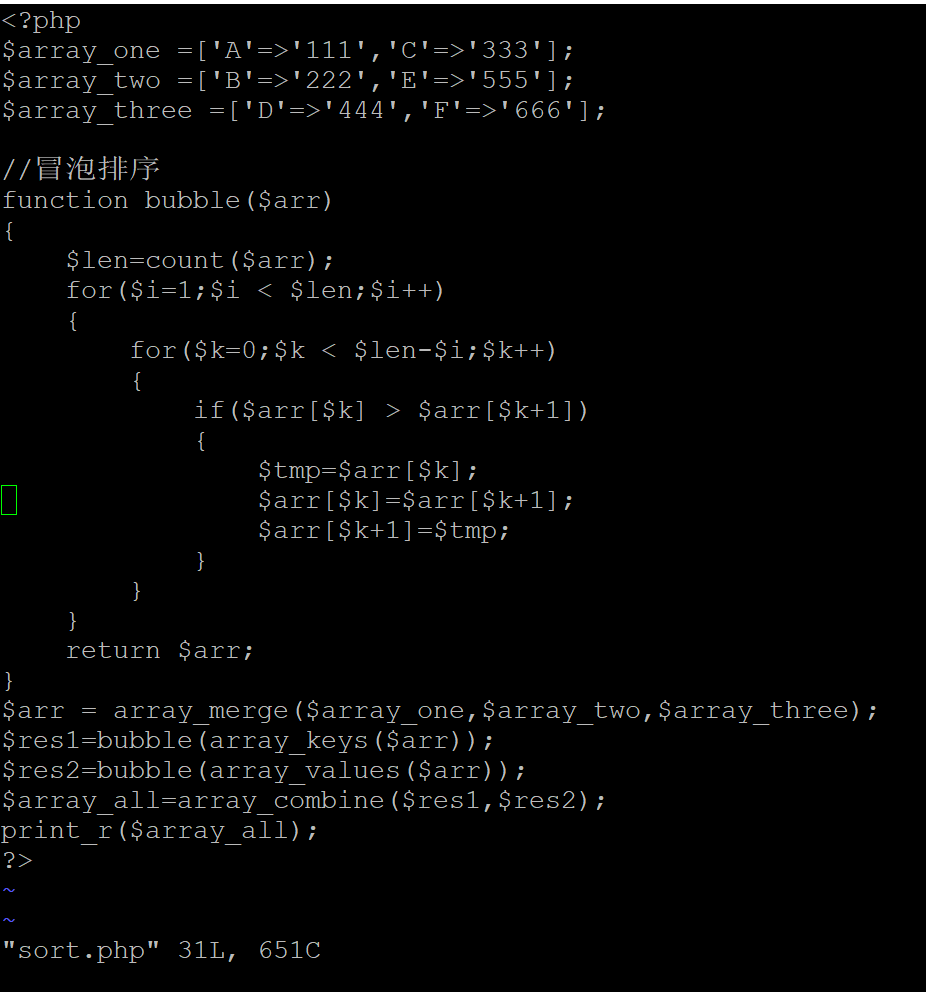 <?php
$array_one =['A'=>'111','C'=>'333'];
$array_two =['B'=>'222','E'=>'555'];
$array_three =['D'=>'444','F'=>'666'];

//冒泡排序
function bubble($arr)
{
    $len=count($arr);
    for($i=1;$i < $len;$i++)
    {
        for($k=0;$k < $len-$i;$k++)
        {
            if($arr[$k] > $arr[$k+1])
            {
                $tmp=$arr[$k];
                $arr[$k]=$arr[$k+1];
                $arr[$k+1]=$tmp;
            }
        }
    }
    return $arr;
}
$arr = array_merge($array_one,$array_two,$array_three);
$res1=bubble(array_keys($arr));
$res2=bubble(array_values($arr));
$array_all=array_combine($res1,$res2);
print_r($array_all);
?>
~
~
"sort.php" 31L, 651C